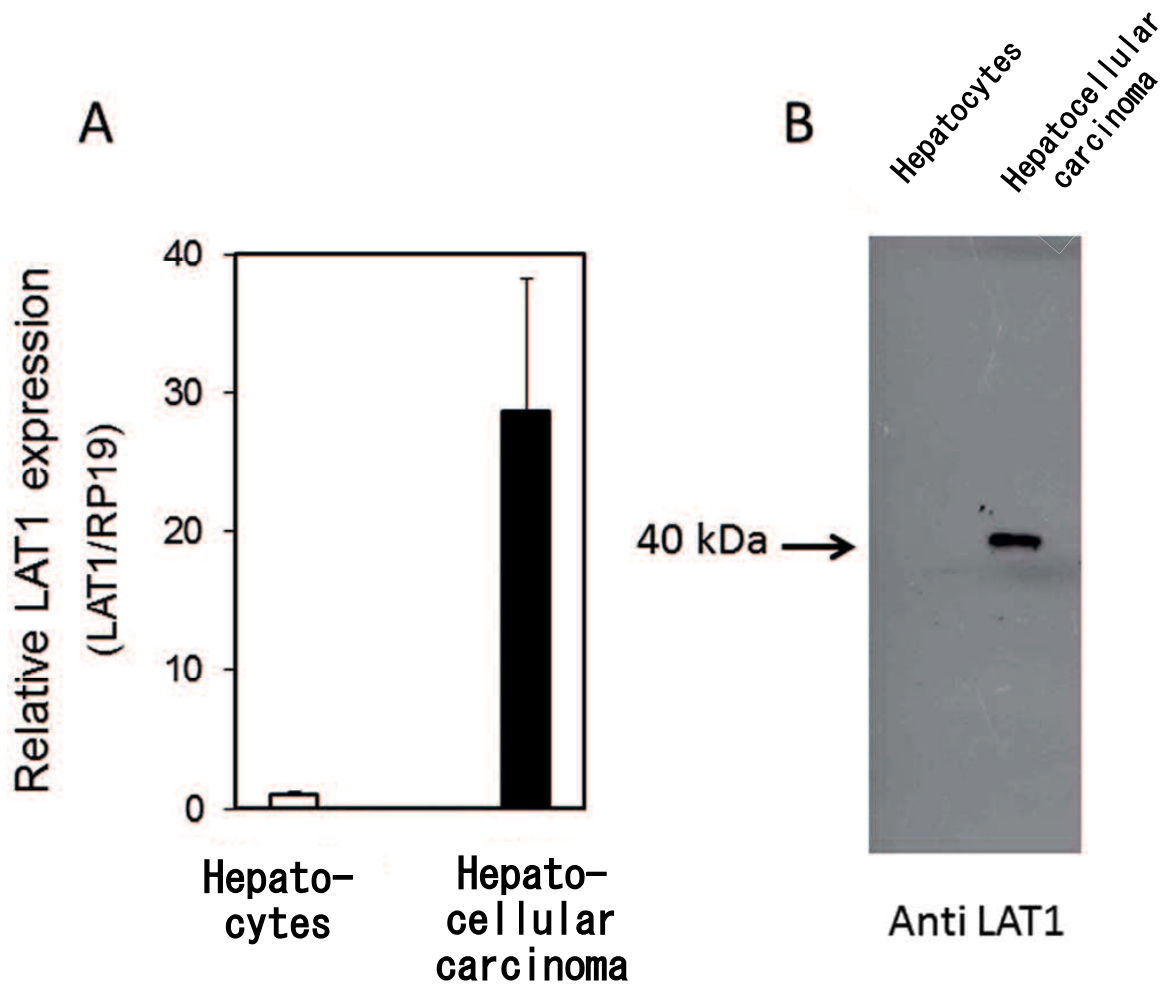 A
Relative LAT1 expression
(LAT1/RP19)
40
30
20
10
0
Hepato-
cytes
Hepato-
cellular
carcinoma
B
Hepatocytes
Hepatocellular
carcinoma
40 kDa
Anti LAT1